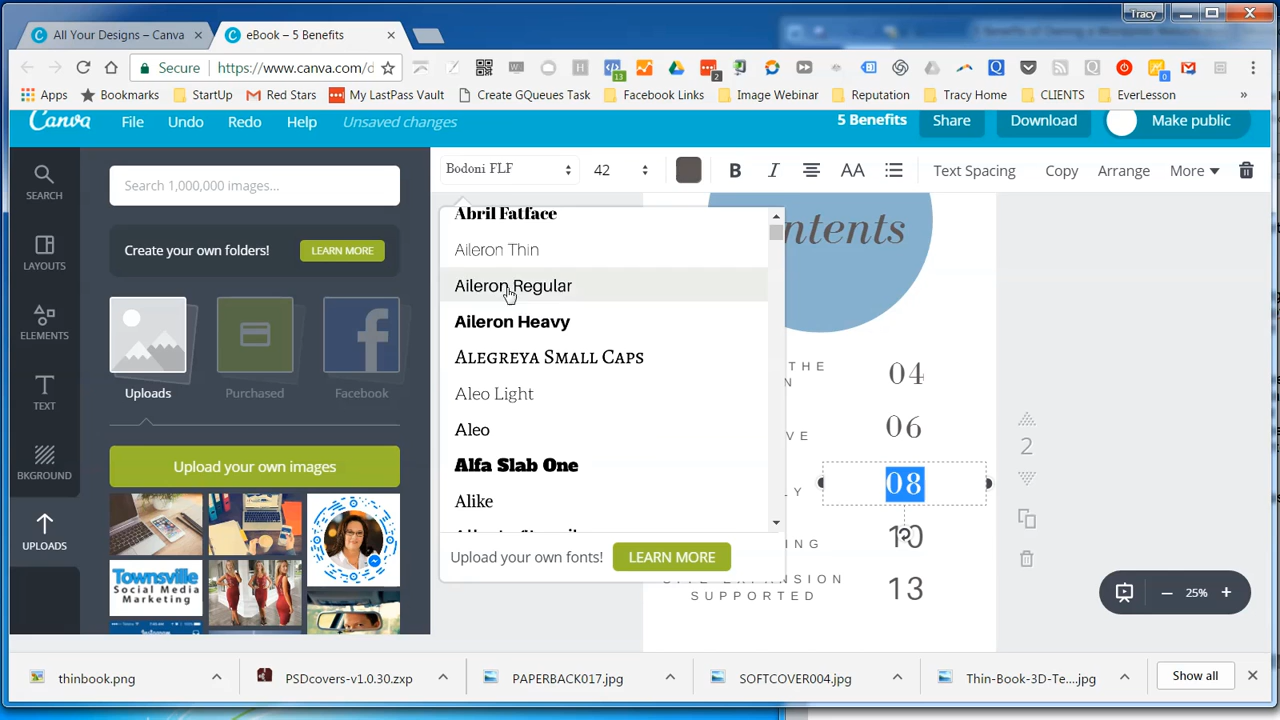 Tracy
All Your Designs – Canva
eBook – 5 Benefits
Secure
https://www.canva.com/d
13
2
0
Apps
Bookmarks
StartUp
Red Stars
My LastPass Vault
Create GQueues Task
Facebook Links
Image Webinar
Reputation
Tracy Home
CLIENTS
EverLesson
»
Canva
File
Undo
Redo
Help
Unsaved changes
5 Benefits
Share
Download
Make public
SEARCH
LAYOUTS
ELEMENTS
TEXT
BKGROUND
UPLOADS
Search 1,000,000 images...
Create your own folders!
LEARN MORE
Uploads
Purchased
Facebook
Upload your own images
Townsville
Social Media
Marketing
Bodoni FLF
42
B
I
AA
Text Spacing
Copy
Arrange
More
Abril Fatface
Aileron Thin
Aileron Regular
Aileron Heavy
Alegreya Small Caps
Aleo Light
Aleo
Alfa Slab One
Alike
Upload your own fonts!
LEARN MORE
ntents
THE
N
04
VE
06
LY
08
ING
10
SITE EXPANSION
SUPPORTED
13
2
25%
thinbook.png
PSDcovers-v1.0.30.zxp
PAPERBACK017.jpg
SOFTCOVER004.jpg
Thin-Book-3D-Te....jpg
Show all